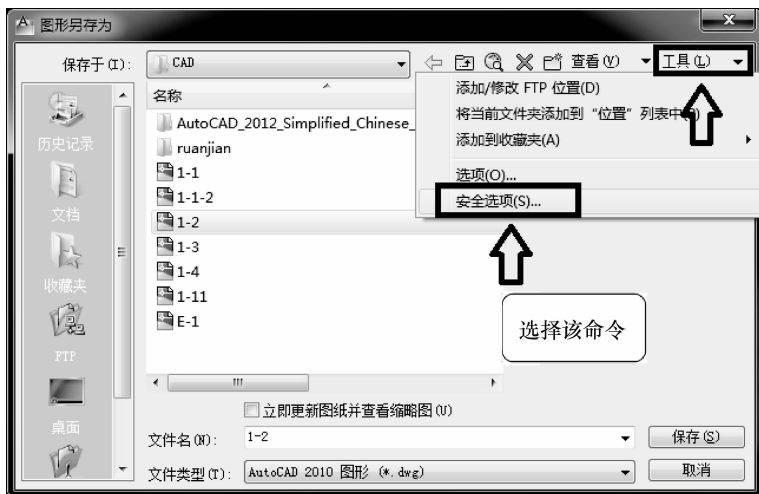 图形另存为
保存于(I):
CAD
查看(V)
工具(L)
名称
AutoCAD_2012_Simplified_Chinese_
ruanjian
1-1
1-1-2
1-2
1-3
1-4
1-11
E-1
历史记录
文档
收藏夹
FTP
桌面
添加/修改 FTP 位置(D)
将当前文件夹添加到“位置”列表中(P)
添加到收藏夹(A)
选项(O)...
安全选项(S)...
选择该命令
立即更新图纸并查看缩略图(U)
文件名(N):
1-2
保存(S)
文件类型(T):
AutoCAD 2010 图形 (*.dwg)
取消